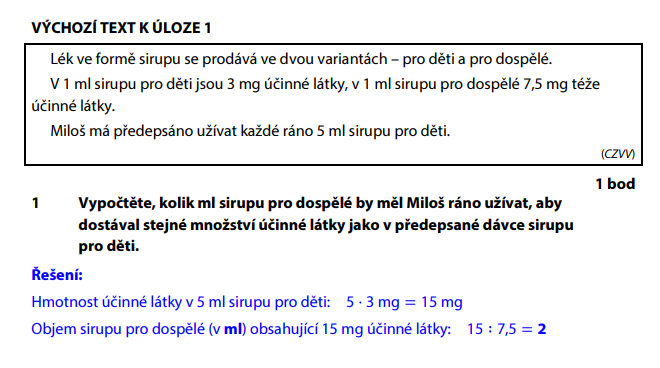 VÝCHOZÍ TEXT K ÚLOZE 1
Lék ve formě sirupu se prodává ve dvou variantách – pro děti a pro dospělé.
V 1 ml sirupu pro děti jsou 3 mg účinné látky, v 1 ml sirupu pro dospělé 7,5 mg téže
účinné látky.
Miloš má předepsáno užívat každé ráno 5 ml sirupu pro děti.
(CZVV)
1 bod
1 Vypočtěte, kolik ml sirupu pro dospělé by měl Miloš ráno užívat, aby
dostával stejné množství účinné látky jako v předepsané dávce sirupu
pro děti.
Řešení:
Hmotnost účinné látky v 5 ml sirupu pro děti: 5 · 3 mg = 15 mg
Objem sirupu pro dospělé (v ml) obsahující 15 mg účinné látky: 15 : 7,5 = 2